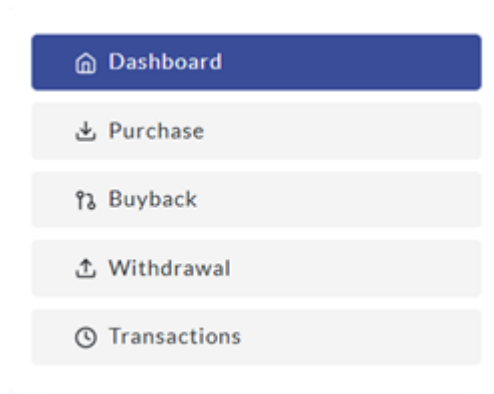 Dashboard
Purchase
Buyback
Withdrawal
Transactions